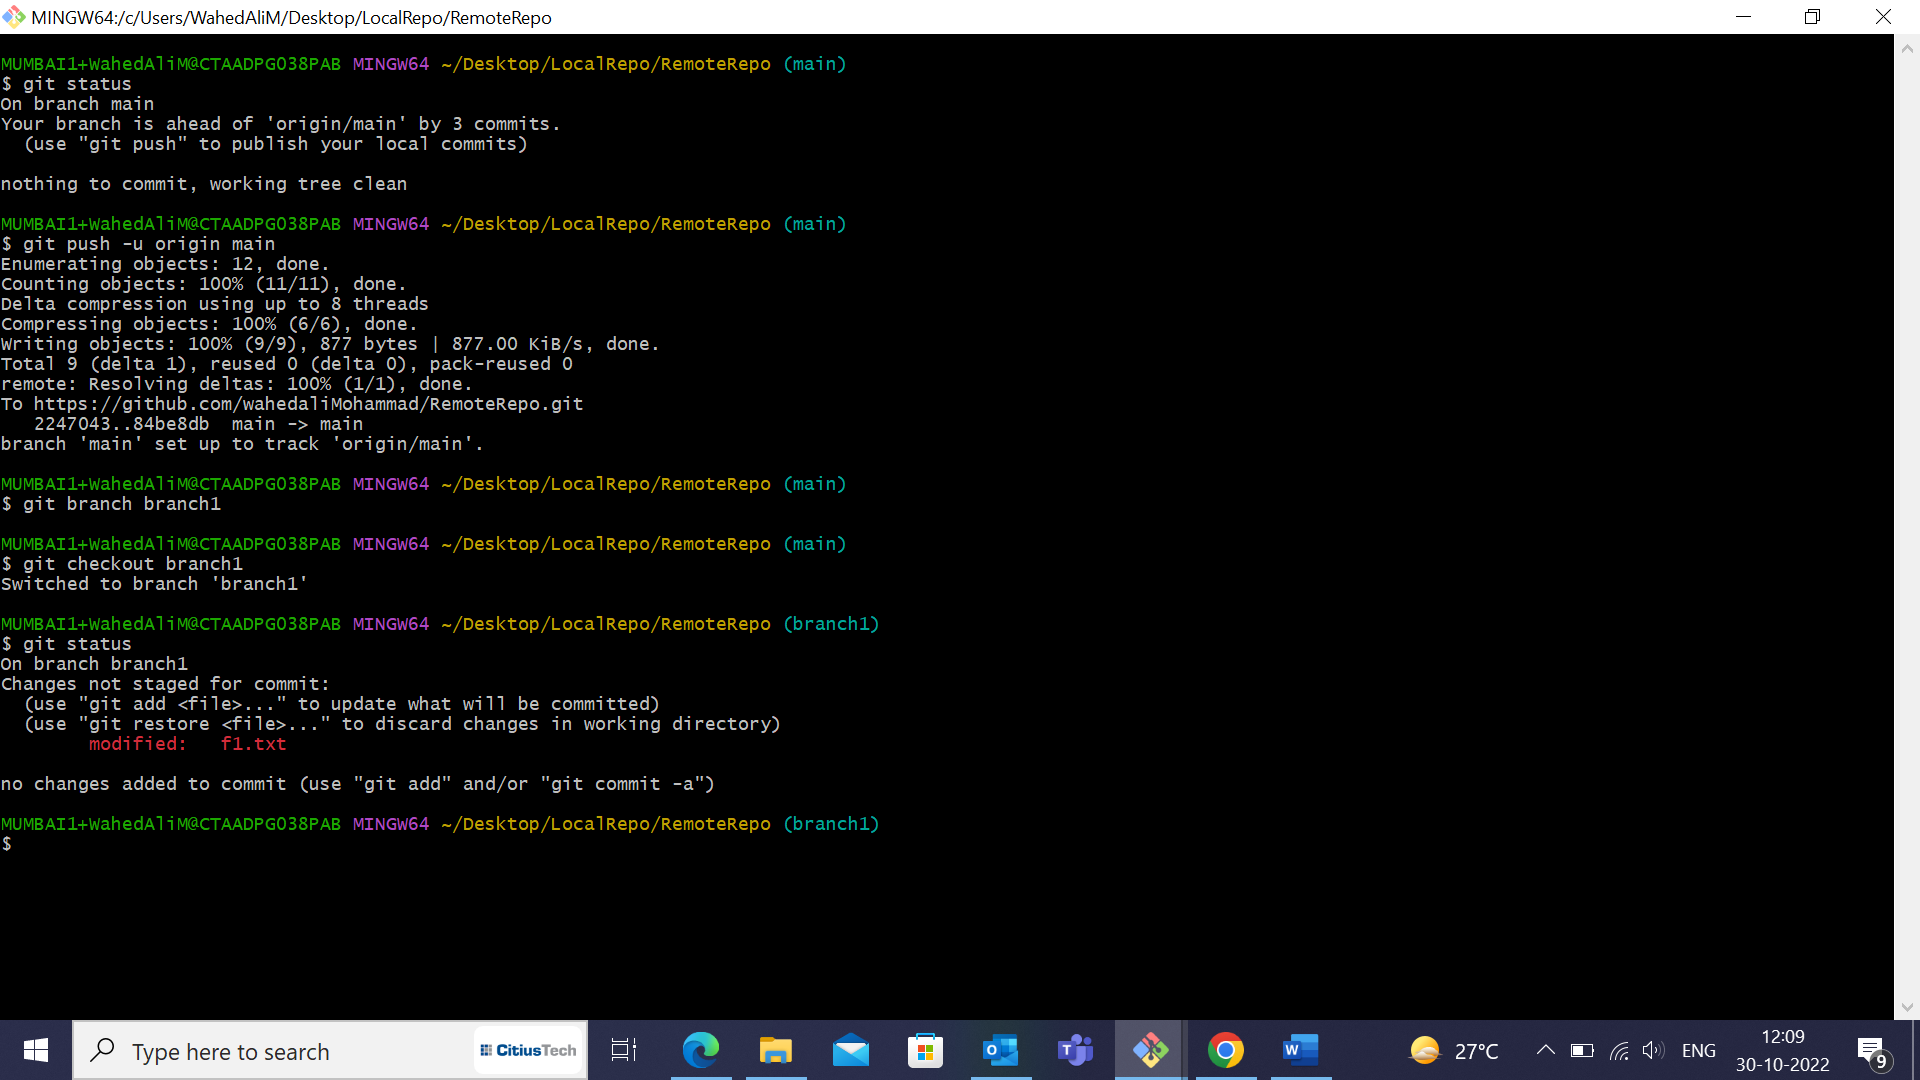 MINGW64:/c/Users/WahedAliM/Desktop/LocalRepo/RemoteRepo
MUMBAI1+WahedAliM@CTAADPG038PAB MINGW64 ~/Desktop/LocalRepo/RemoteRepo (main)
$ git status
On branch main
Your branch is ahead of 'origin/main' by 3 commits.
  (use "git push" to publish your local commits)
nothing to commit, working tree clean
MUMBAI1+WahedAliM@CTAADPG038PAB MINGW64 ~/Desktop/LocalRepo/RemoteRepo (main)
$ git push -u origin main
Enumerating objects: 12, done.
Counting objects: 100% (11/11), done.
Delta compression using up to 8 threads
Compressing objects: 100% (6/6), done.
Writing objects: 100% (9/9), 877 bytes | 877.00 KiB/s, done.
Total 9 (delta 1), reused 0 (delta 0), pack-reused 0
remote: Resolving deltas: 100% (1/1), done.
To https://github.com/wahedaliMohammad/RemoteRepo.git
   2247043..84be8db  main -> main
branch 'main' set up to track 'origin/main'.
MUMBAI1+WahedAliM@CTAADPG038PAB MINGW64 ~/Desktop/LocalRepo/RemoteRepo (main)
$ git branch branch1
MUMBAI1+WahedAliM@CTAADPG038PAB MINGW64 ~/Desktop/LocalRepo/RemoteRepo (main)
$ git checkout branch1
Switched to branch 'branch1'
MUMBAI1+WahedAliM@CTAADPG038PAB MINGW64 ~/Desktop/LocalRepo/RemoteRepo (branch1)
$ git status
On branch branch1
Changes not staged for commit:
  (use "git add <file>..." to update what will be committed)
  (use "git restore <file>..." to discard changes in working directory)
        modified:   f1.txt
no changes added to commit (use "git add" and/or "git commit -a")
MUMBAI1+WahedAliM@CTAADPG038PAB MINGW64 ~/Desktop/LocalRepo/RemoteRepo (branch1)
$
Type here to search
CitiusTech
27°C
ENG
12:09
30-10-2022
9